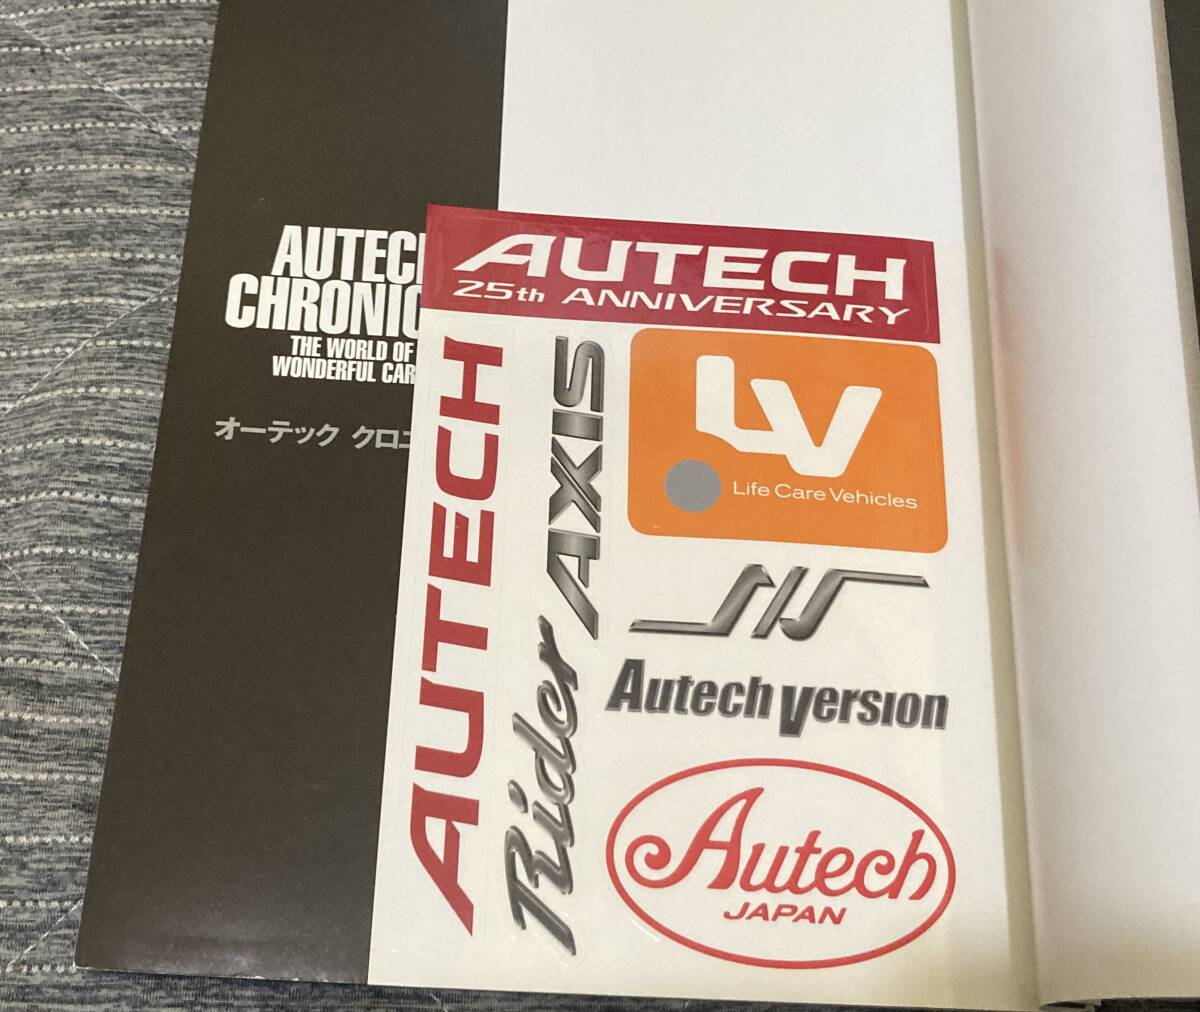 AUTECH
CHRONIC
THE WORLD OF
WONDERFUL CAR
オーテック クロニ
AUTECH
25th ANNIVERSARY
AUTECH
Rider
AXIS
LV
Life Care Vehicles
Autech Version
Autech
JAPAN